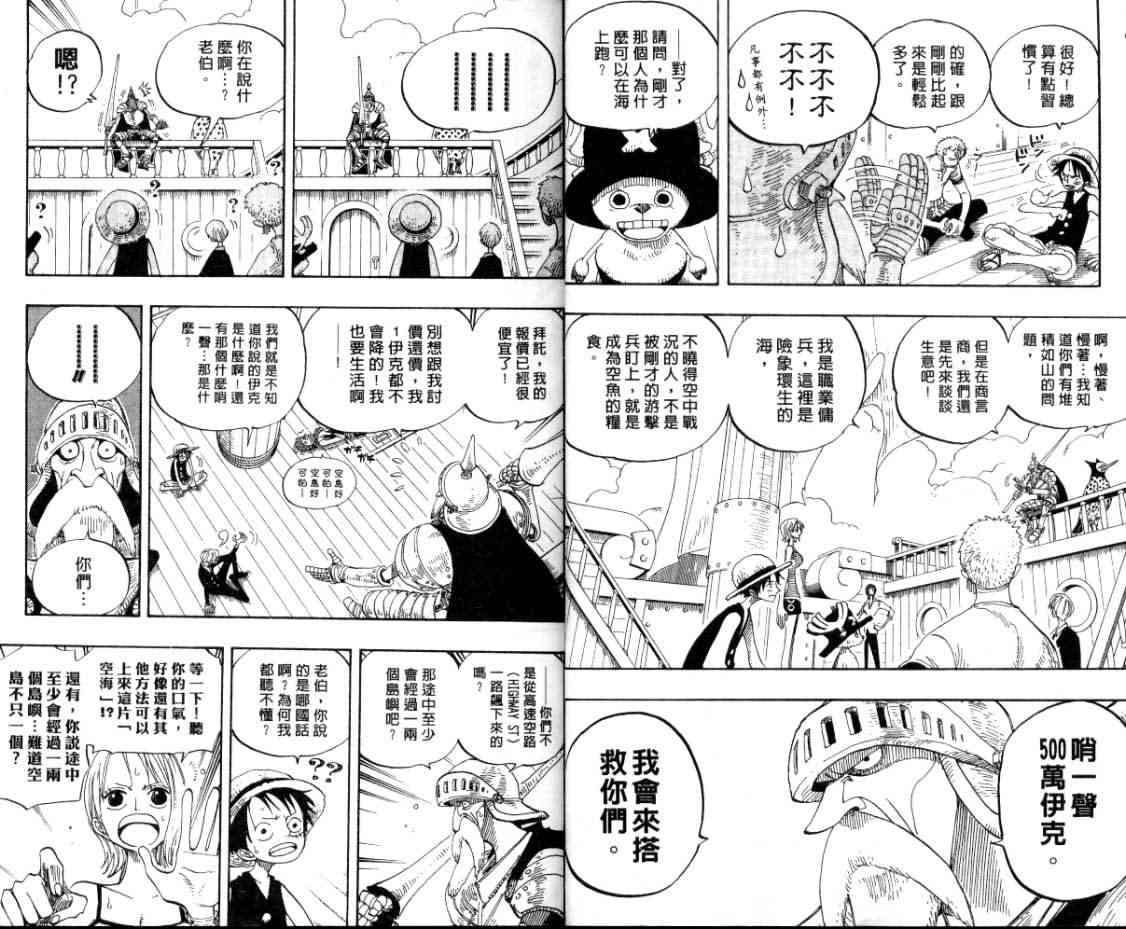 很好！總
算有點習
慣了！
的確，跟
剛剛比起
來是輕鬆
多了。
不不不
不不！
凡事都有例外…
——對了，
請問，剛才
那個人為什
麼可以在海
上跑？
啊，慢著、
慢著…我知
道你們有堆
積如山的問
題，
但是在商言
商，我們還
是先來談談
生意吧！
我是職業傭
兵，這裡是
險象環生的
海，
不曉得空中戰
況的人，不是
被剛才的游擊
兵盯上，就是
成為空魚的糧
食。
哨一聲
500萬伊克。
我會來搭
救你們。
你在說什
麼啊…？
老伯。
嗯！？
拜託，我的
報價已經很
便宜了！
別想跟我討
價還價，我
1伊克都不
會降的！我
也要生活啊
——！
空島好
可怕—
空島好
可怕—
我們就是不知
道你說的伊克
是什麼啊！還
有那個什麼哨
一聲…那是什
麼？
你們…
——你們不
是從高速空路
（HIGHWAY ST）
一路飆下來的
嗎？
那途中至少
會經過一兩
個島嶼吧？
老伯，你說
的是哪國話
啊？為何我
都聽不懂？
？？
等一下！聽
你的口氣，
好像還有其
他方法可以
上來這片「
空海」！？
還有，你說途中
至少會經過一兩
個島嶼…難道空
島不只一個？